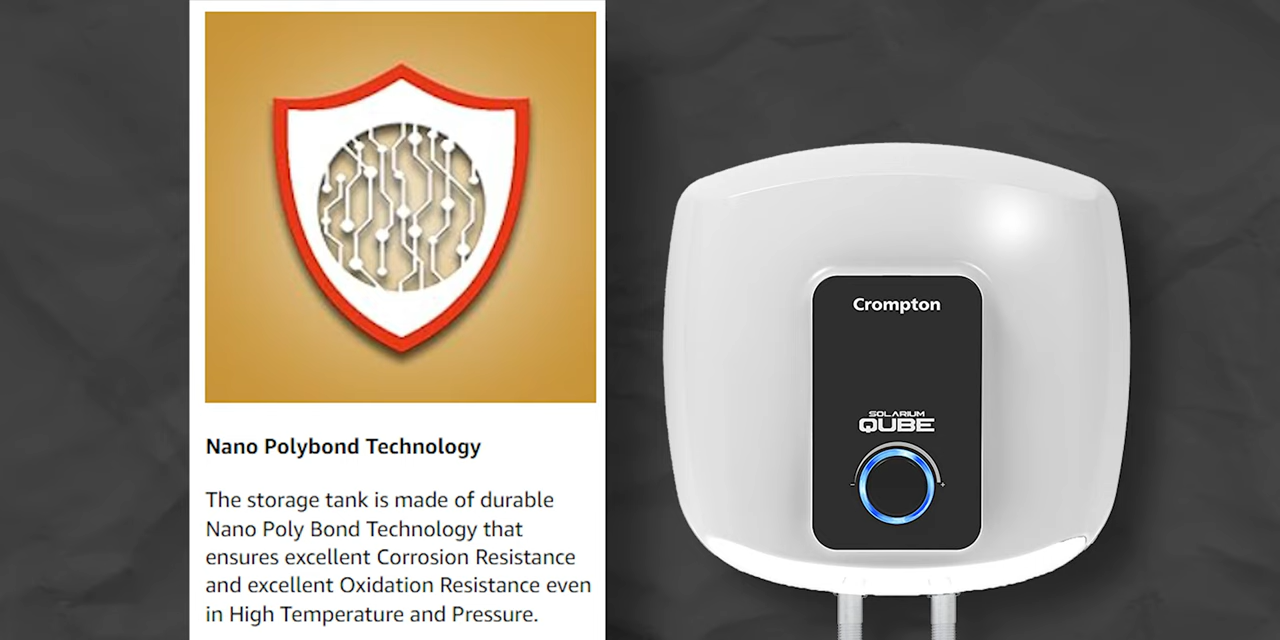 Nano Polybond Technology
The storage tank is made of durable
Nano Poly Bond Technology that
ensures excellent Corrosion Resistance
and excellent Oxidation Resistance even
in High Temperature and Pressure.
Crompton
SOLARIUM
QUBE
- +